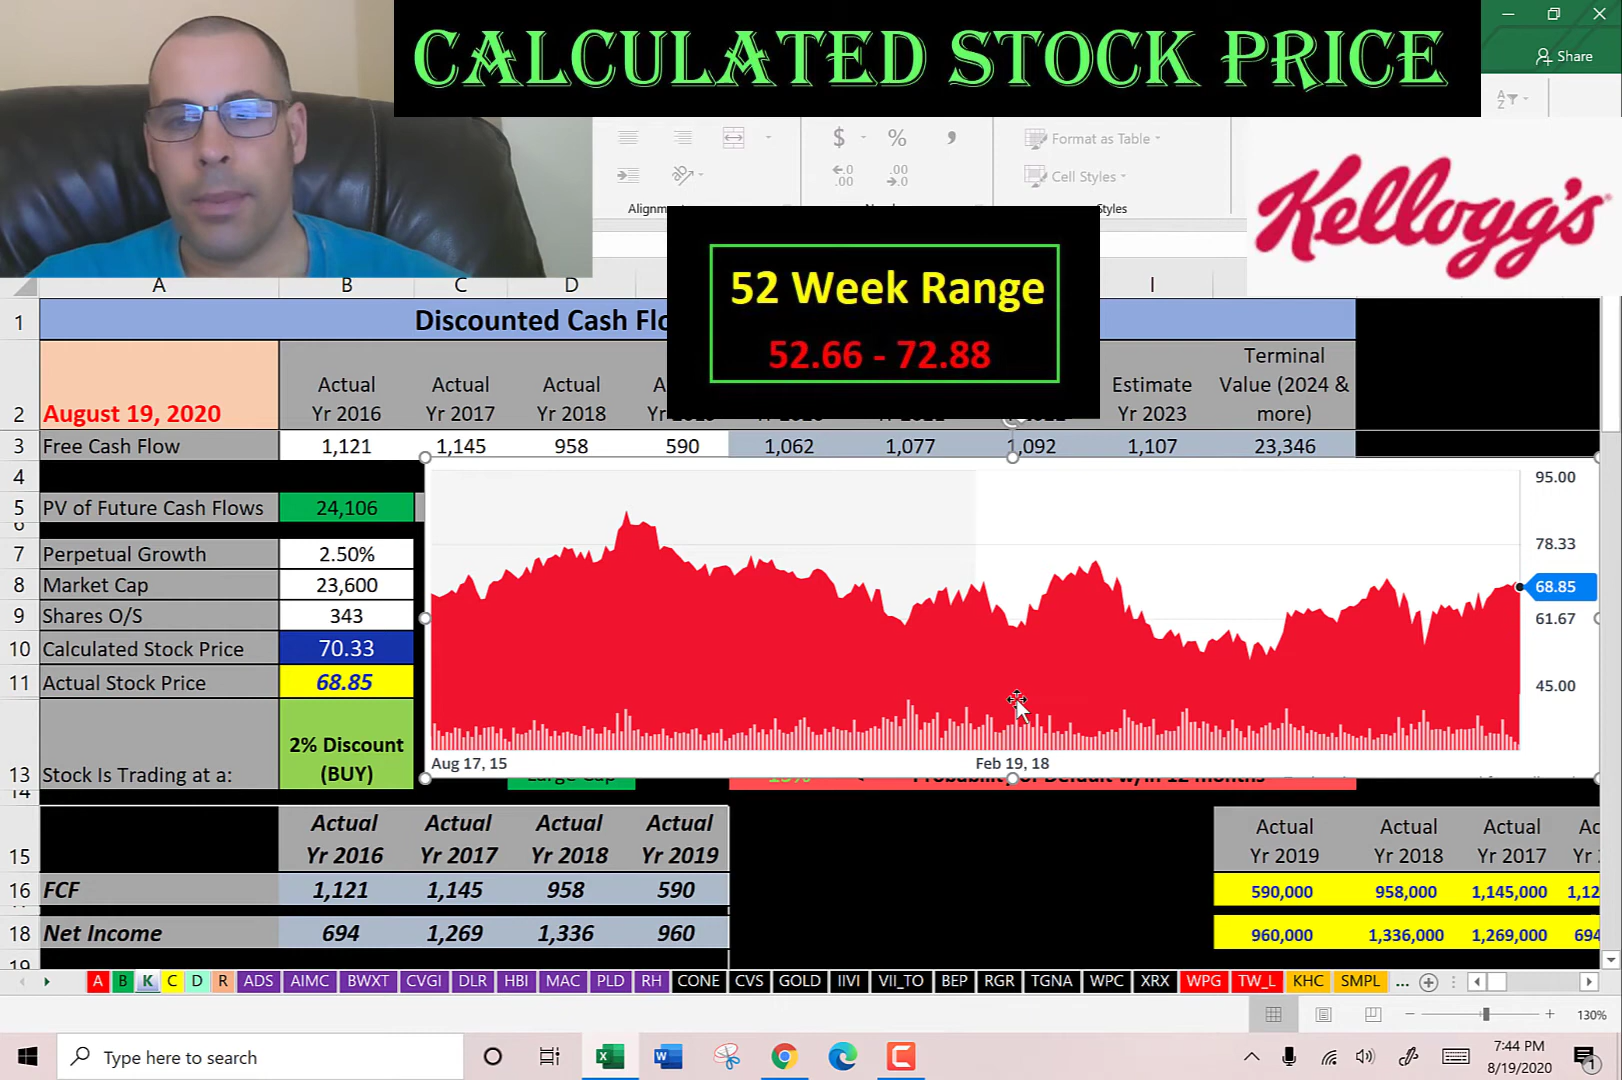 CALCULATED STOCK PRICE
Share
$ % ,
Format as Table
Cell Styles
Styles
Kellogg's
52 Week Range
52.66 - 72.88
A B C D I
1 Discounted Cash Flo
2 August 19, 2020 Actual Yr 2016 Actual Yr 2017 Actual Yr 2018 Estimate Yr 2023 Terminal Value (2024 & more)
3 Free Cash Flow 1,121 1,145 958 590 1,062 1,077 1,092 1,107 23,346
4
5 PV of Future Cash Flows 24,106
7 Perpetual Growth 2.50%
8 Market Cap 23,600
9 Shares O/S 343
10 Calculated Stock Price 70.33
11 Actual Stock Price 68.85
13 Stock Is Trading at a: 2% Discount (BUY)
95.00
78.33
68.85
61.67
45.00
Aug 17, 15 Feb 19, 18
15 Actual Yr 2016 Actual Yr 2017 Actual Yr 2018 Actual Yr 2019 Actual Yr 2019 Actual Yr 2018 Actual Yr 2017
16 FCF 1,121 1,145 958 590 590,000 958,000 1,145,000 1,12
18 Net Income 694 1,269 1,336 960 960,000 1,336,000 1,269,000 694
19
A B K C D R ADS AIMC BWXT CVGI DLR HBI MAC PLD RH CONE CVS GOLD IIVI VII_TO BEP RGR TGNA WPC XRX WPG TW_L KHC SMPL ...
130%
Type here to search
7:44 PM
8/19/2020